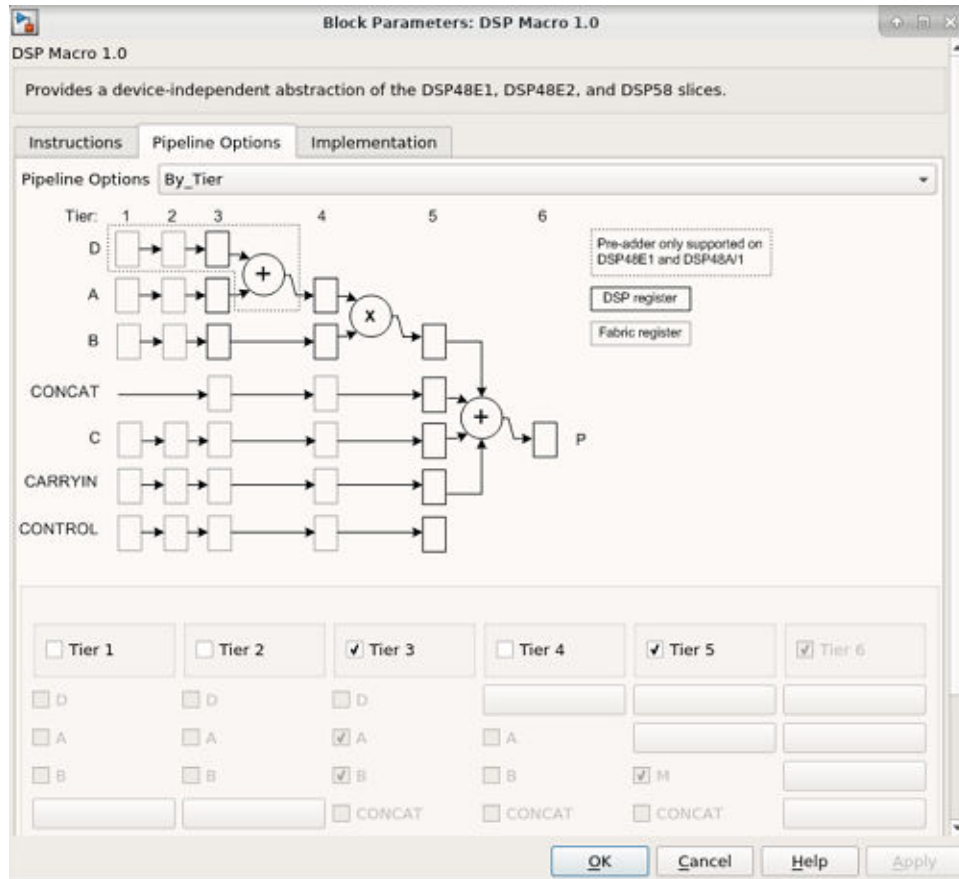 Block Parameters: DSP Macro 1.0
DSP Macro 1.0
Provides a device-independent abstraction of the DSP48E1, DSP48E2, and DSP58 slices.
Instructions Pipeline Options Implementation
Pipeline Options By_Tier
Tier: 1 2 3 4 5 6
D + Pre-adder only supported on
DSP48E1 and DSP48A/1
A DSP register
x
B Fabric register
CONCAT
+
C P
CARRYIN
CONTROL
Tier 1 Tier 2 Tier 3 Tier 4 Tier 5 Tier 6
D D D
A A A A
B B B B M
CONCAT CONCAT CONCAT
OK Cancel Help Apply